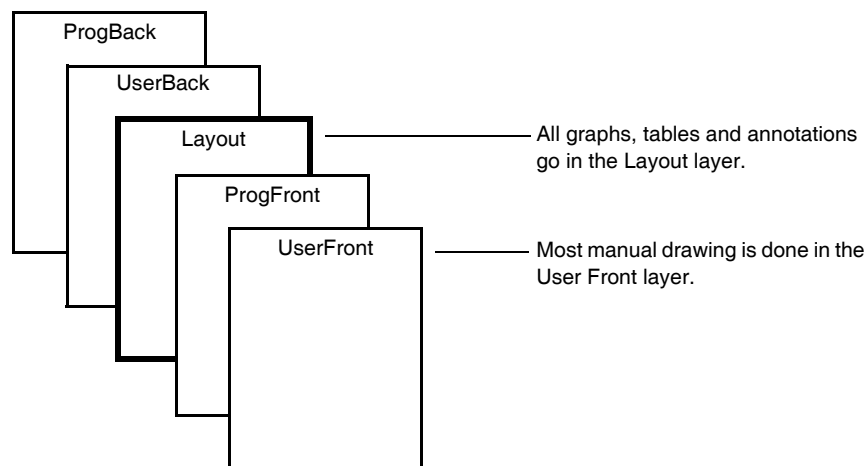 ProgBack
UserBack
Layout
All graphs, tables and annotations
go in the Layout layer.
ProgFront
UserFront
Most manual drawing is done in the
User Front layer.